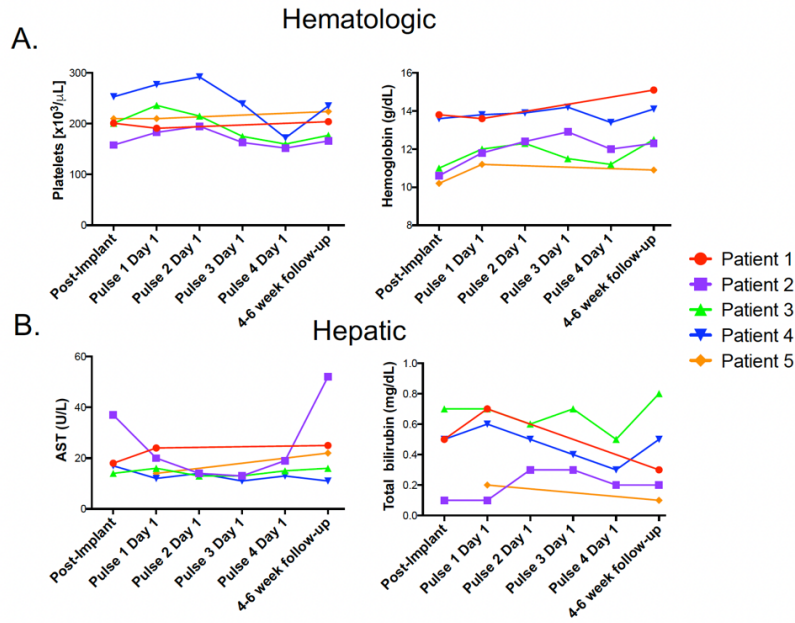 Hematologic
A.
Platelets [x10³/µL]
300
200
100
0
Post-Implant
Pulse 1 Day 1
Pulse 2 Day 1
Pulse 3 Day 1
Pulse 4 Day 1
4-6 week follow-up
Hemoglobin (g/dL)
16
14
12
10
8
Post-Implant
Pulse 1 Day 1
Pulse 2 Day 1
Pulse 3 Day 1
Pulse 4 Day 1
4-6 week follow-up
Patient 1
Patient 2
Patient 3
Patient 4
Patient 5
B.
Hepatic
AST (U/L)
60
40
20
0
Post-Implant
Pulse 1 Day 1
Pulse 2 Day 1
Pulse 3 Day 1
Pulse 4 Day 1
4-6 week follow-up
Total bilirubin (mg/dL)
1.0
0.8
0.6
0.4
0.2
0.0
Post-Implant
Pulse 1 Day 1
Pulse 2 Day 1
Pulse 3 Day 1
Pulse 4 Day 1
4-6 week follow-up